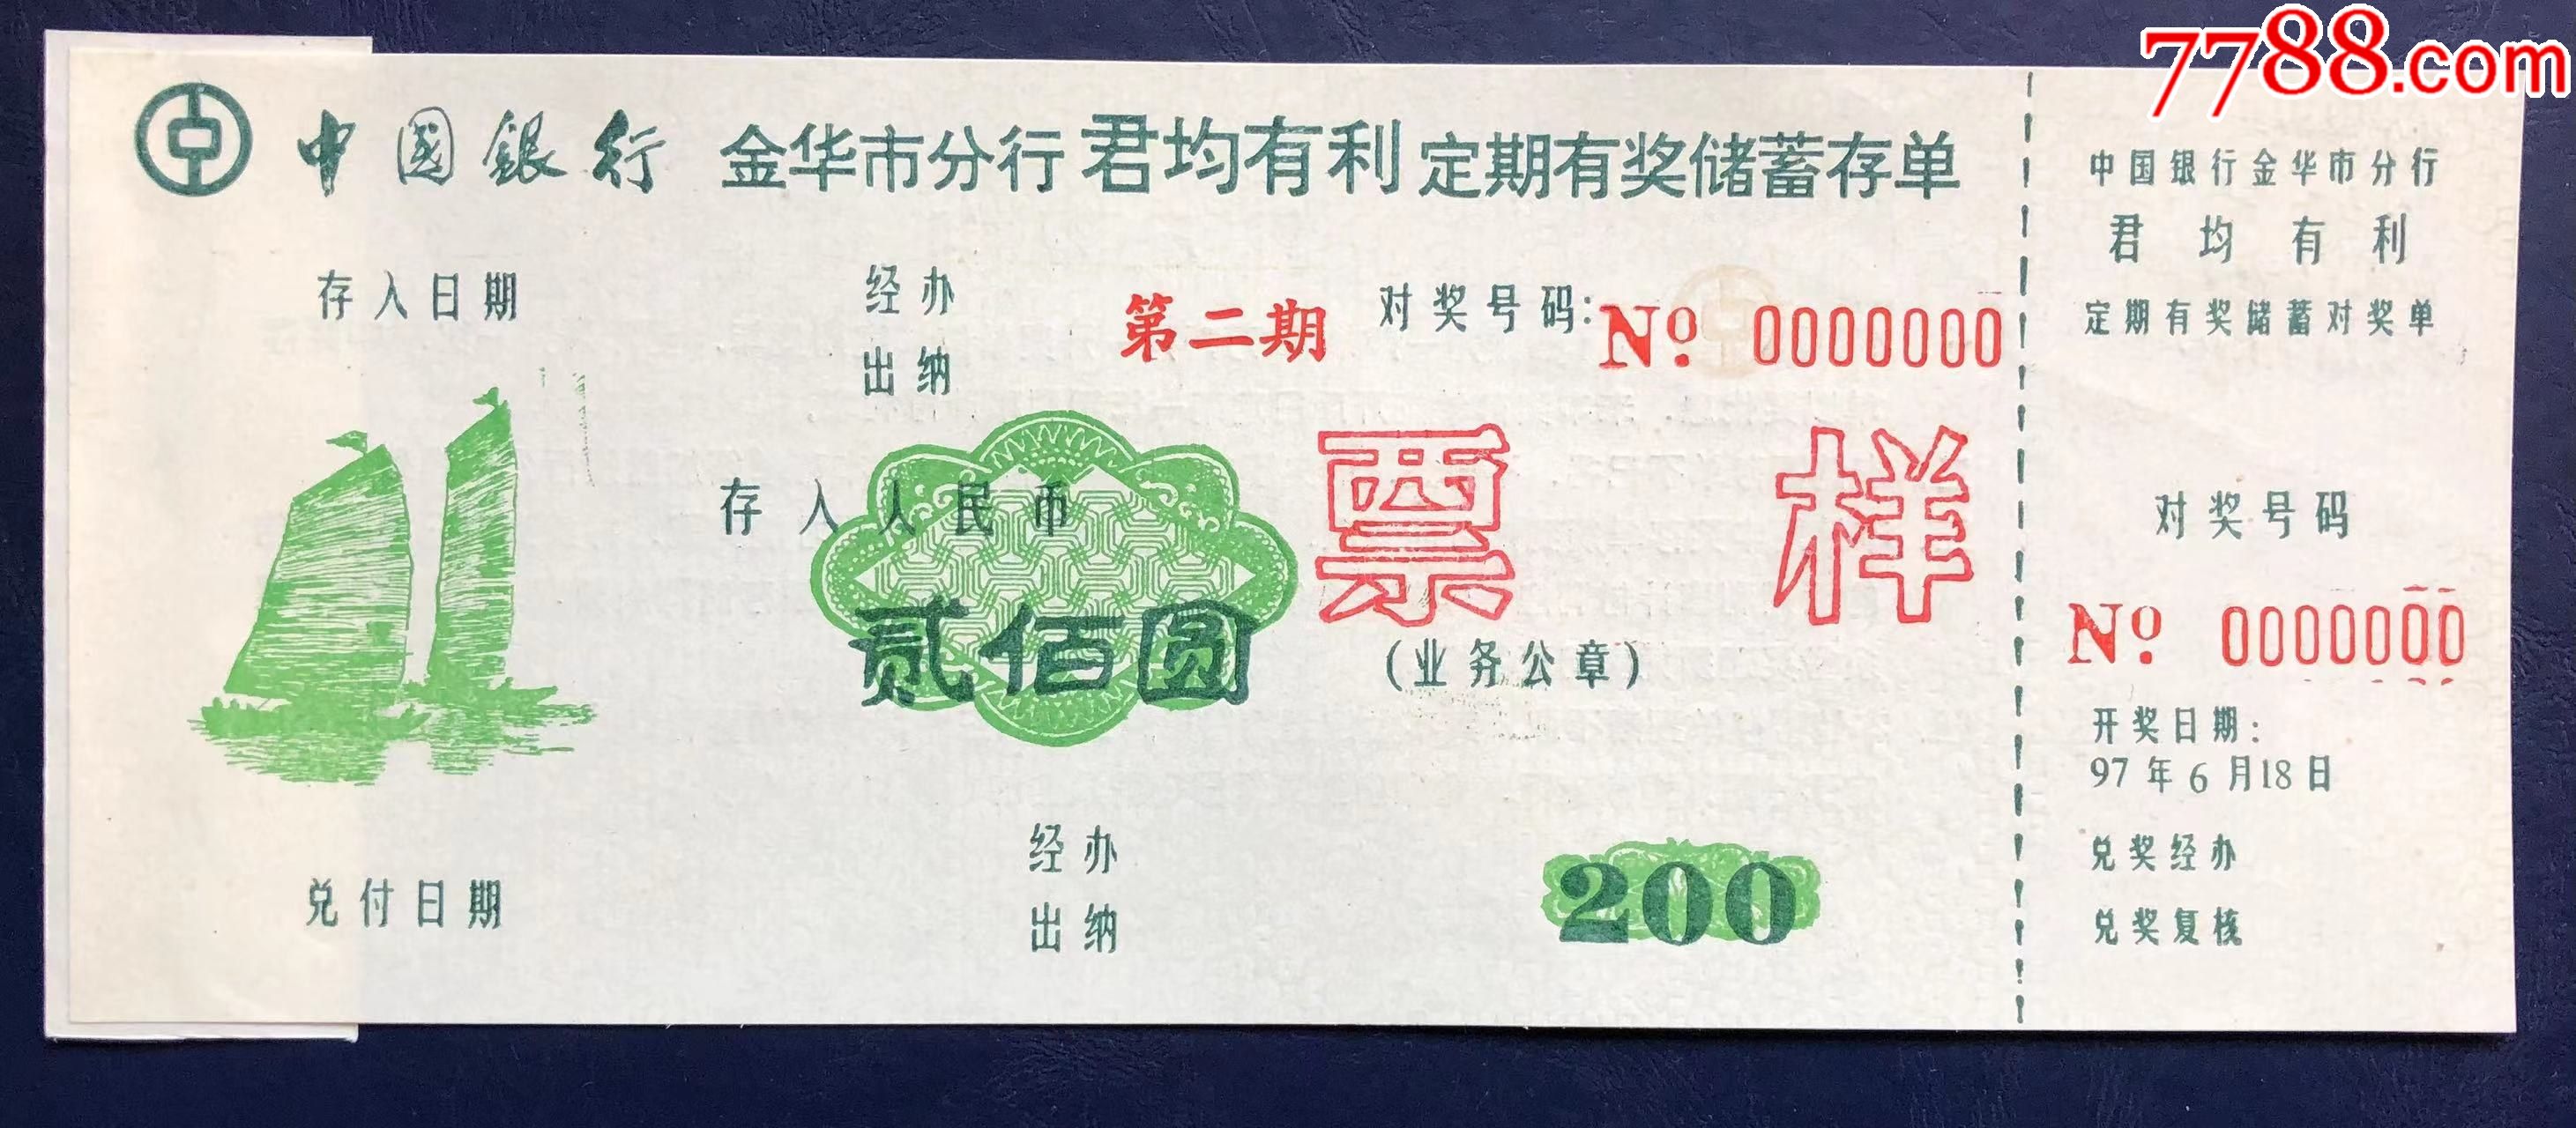 7788.com
中國銀行 金华市分行 君均有利 定期有奖储蓄存单
存入日期
经办
出纳
第二期
对奖号码: No 0000000
存入人民币
贰佰圆
票样
(业务公章)
兑付日期
经办
出纳
200
中国银行金华市分行
君均有利
定期有奖储蓄对奖单
对奖号码
No 0000000
开奖日期:
97年6月18日
兑奖经办
兑奖复核